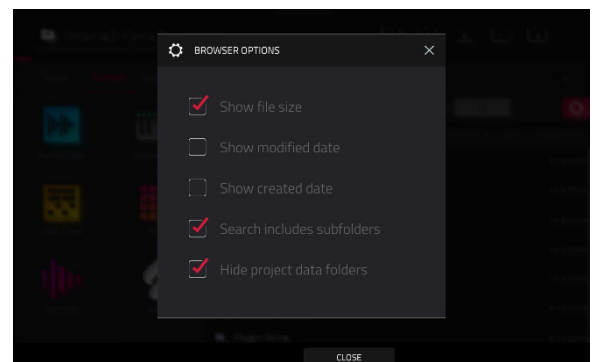 BROWSER OPTIONS
Show file size
Show modified date
Show created date
Search includes subfolders
Hide project data folders
CLOSE